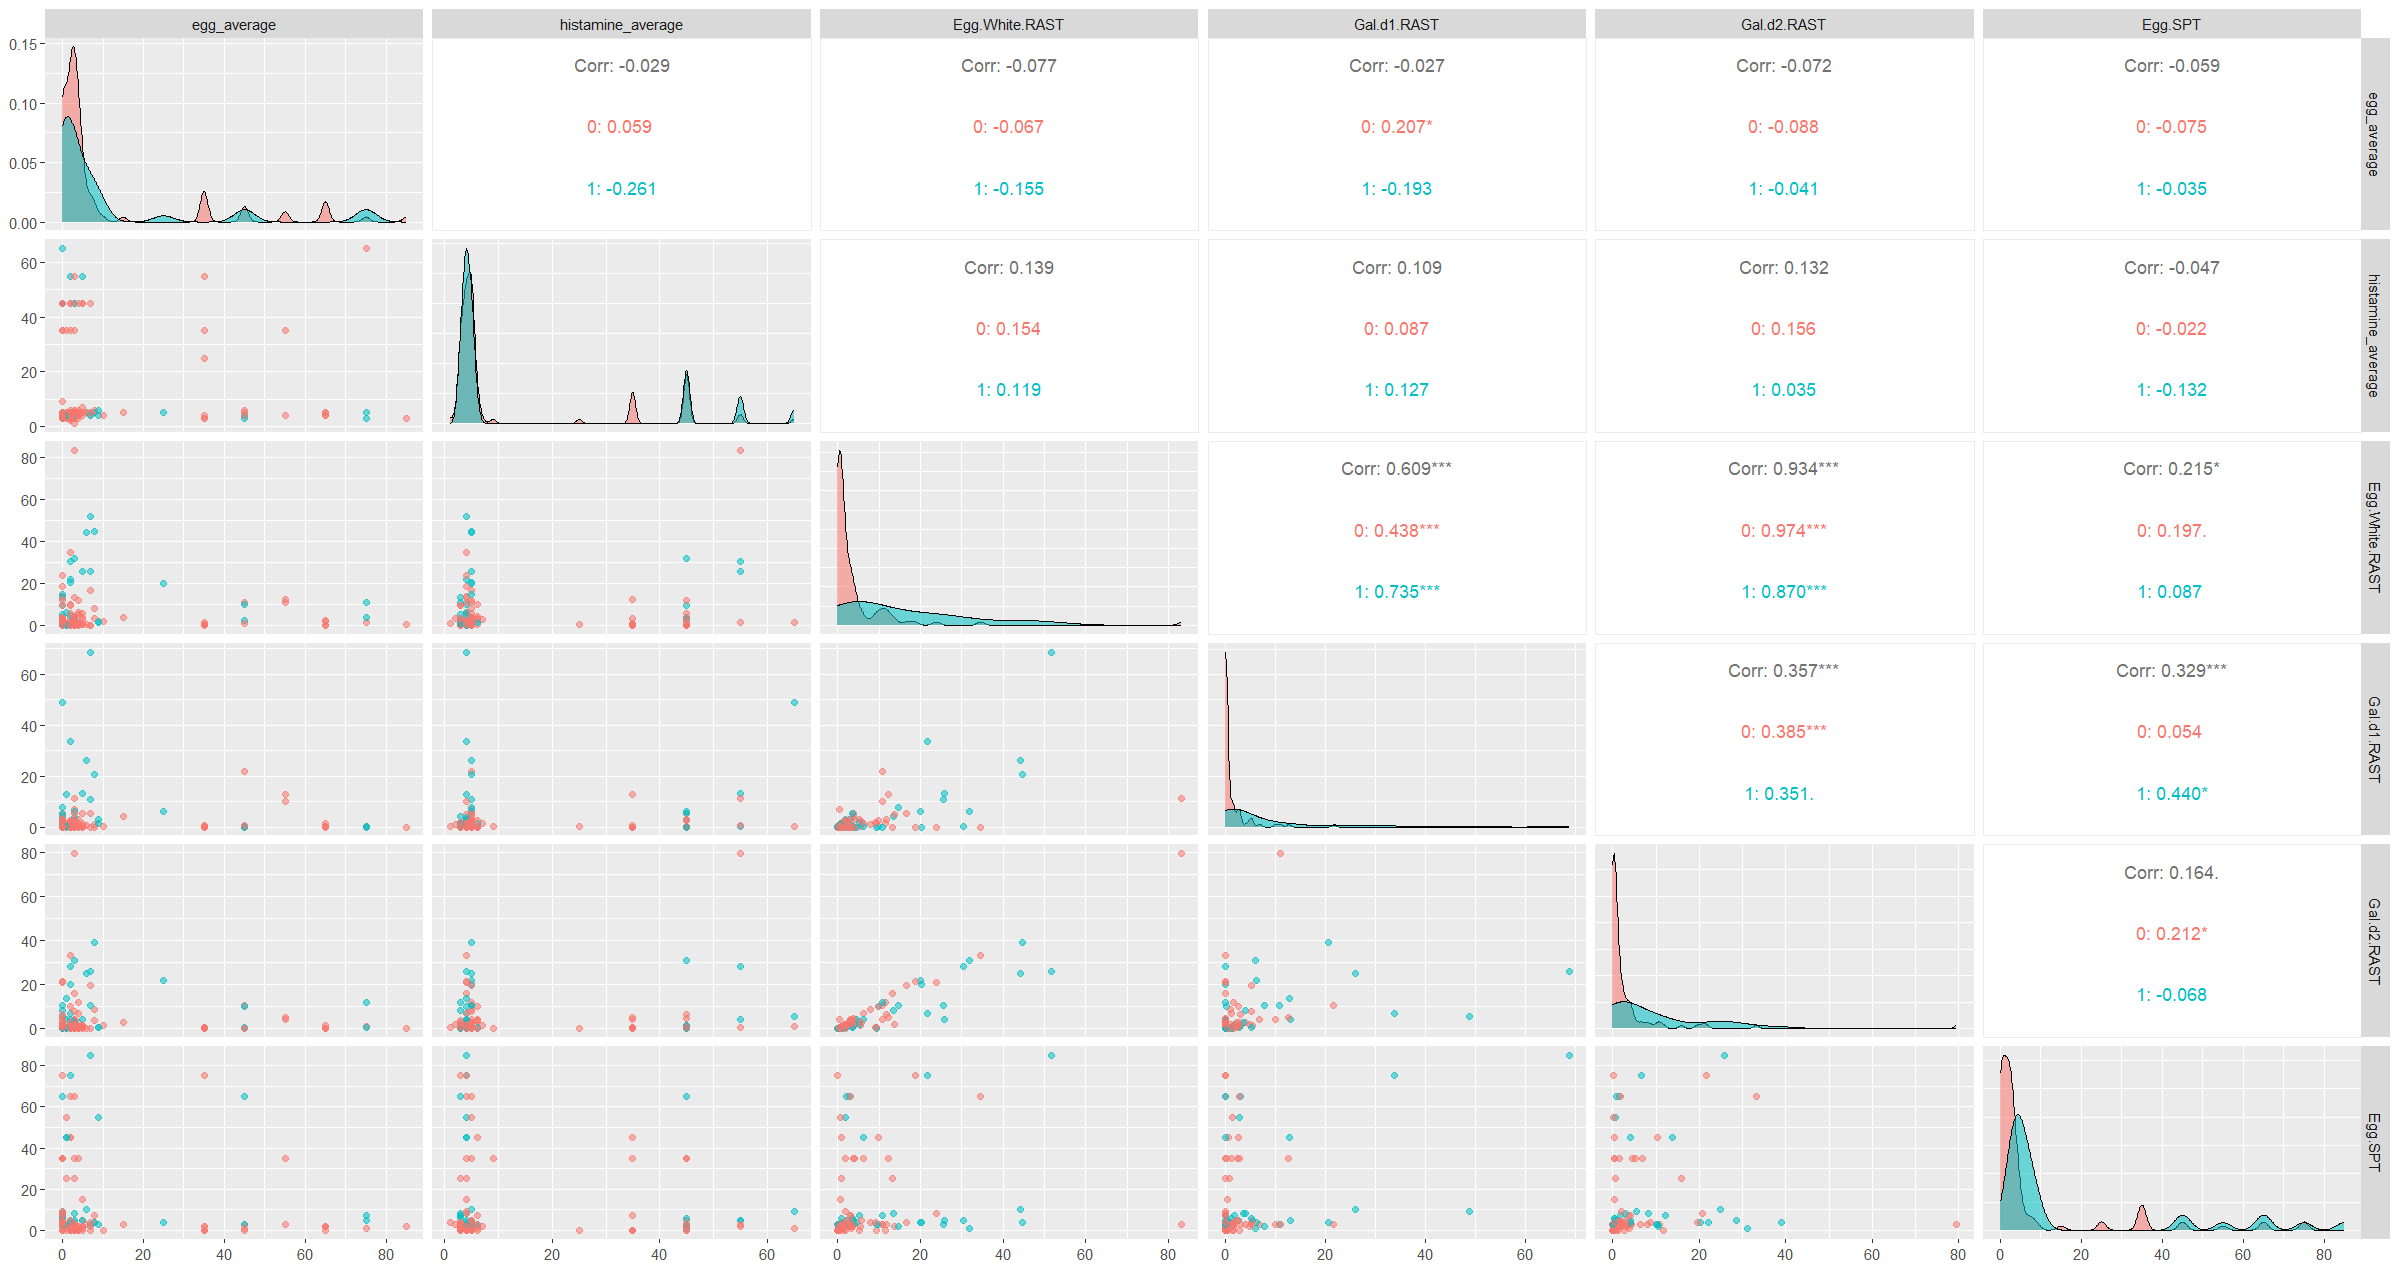 egg_average histamine_average Egg.White.RAST Gal.d1.RAST Gal.d2.RAST Egg.SPT
0.15
0.10
0.05
0.00
Corr: -0.029 Corr: -0.077 Corr: -0.027 Corr: -0.072 Corr: -0.059
0: 0.059 0: -0.067 0: 0.207* 0: -0.088 0: -0.075
1: -0.261 1: -0.155 1: -0.193 1: -0.041 1: -0.035
egg_average
60
40
20
0
Corr: 0.139 Corr: 0.109 Corr: 0.132 Corr: -0.047
0: 0.154 0: 0.087 0: 0.156 0: -0.022
1: 0.119 1: 0.127 1: 0.035 1: -0.132
histamine_average
80
60
40
20
0
Corr: 0.609*** Corr: 0.934*** Corr: 0.215*
0: 0.438*** 0: 0.974*** 0: 0.197.
1: 0.735*** 1: 0.870*** 1: 0.087
Egg.White.RAST
60
40
20
0
Corr: 0.357*** Corr: 0.329***
0: 0.385*** 0: 0.054
1: 0.351. 1: 0.440*
Gal.d1.RAST
80
60
40
20
0
Corr: 0.164.
0: 0.212*
1: -0.068
Gal.d2.RAST
80
60
40
20
0
Egg.SPT
0 20 40 60 80 0 20 40 60 0 20 40 60 80 0 20 40 60 0 20 40 60 80 0 20 40 60 80